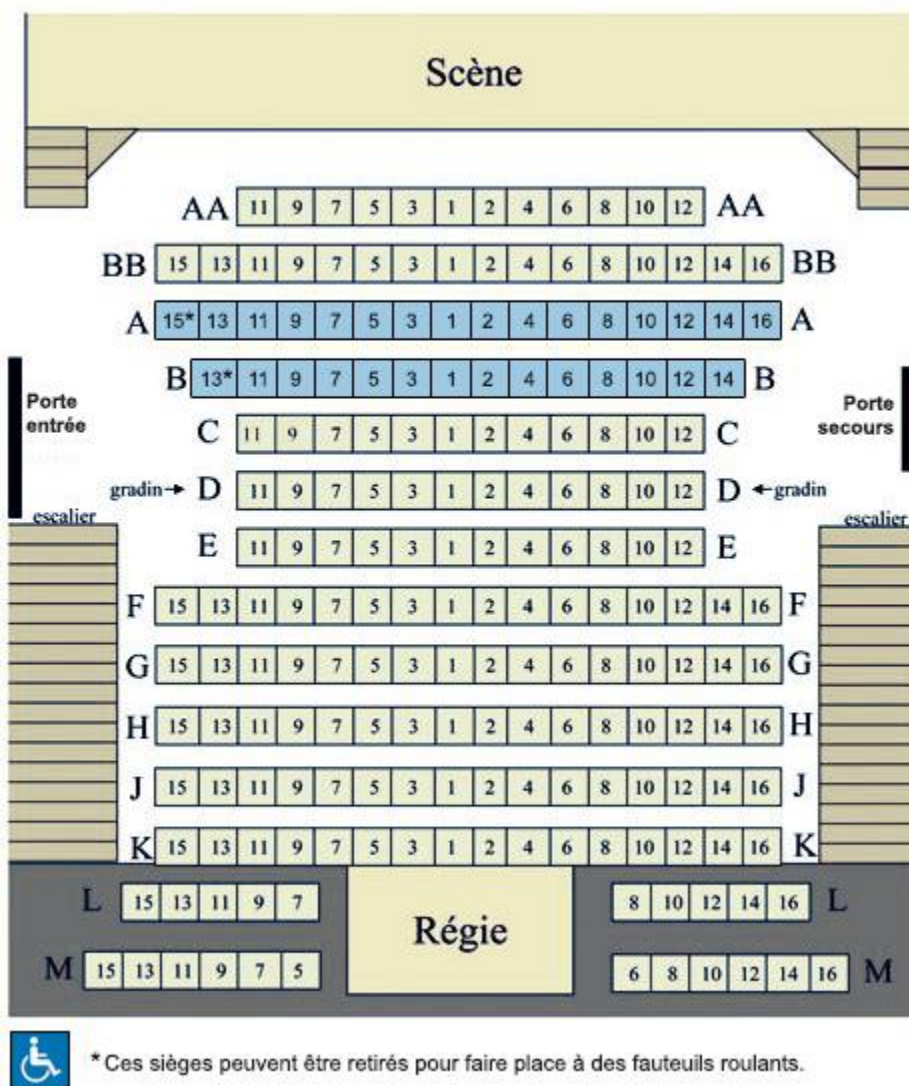 Scène
AA 11 9 7 5 3 1 2 4 6 8 10 12 AA
BB 15 13 11 9 7 5 3 1 2 4 6 8 10 12 14 16 BB
A 15* 13 11 9 7 5 3 1 2 4 6 8 10 12 14 16 A
B 13* 11 9 7 5 3 1 2 4 6 8 10 12 14 B
Porte
entrée
Porte
secours
C 11 9 7 5 3 1 2 4 6 8 10 12 C
gradin D 11 9 7 5 3 1 2 4 6 8 10 12 D gradin
escalier
escalier
E 11 9 7 5 3 1 2 4 6 8 10 12 E
F 15 13 11 9 7 5 3 1 2 4 6 8 10 12 14 16 F
G 15 13 11 9 7 5 3 1 2 4 6 8 10 12 14 16 G
H 15 13 11 9 7 5 3 1 2 4 6 8 10 12 14 16 H
J 15 13 11 9 7 5 3 1 2 4 6 8 10 12 14 16 J
K 15 13 11 9 7 5 3 1 2 4 6 8 10 12 14 16 K
L 15 13 11 9 7 8 10 12 14 16 L
Régie
M 15 13 11 9 7 5 6 8 10 12 14 16 M
* Ces sièges peuvent être retirés pour faire place à des fauteuils roulants.